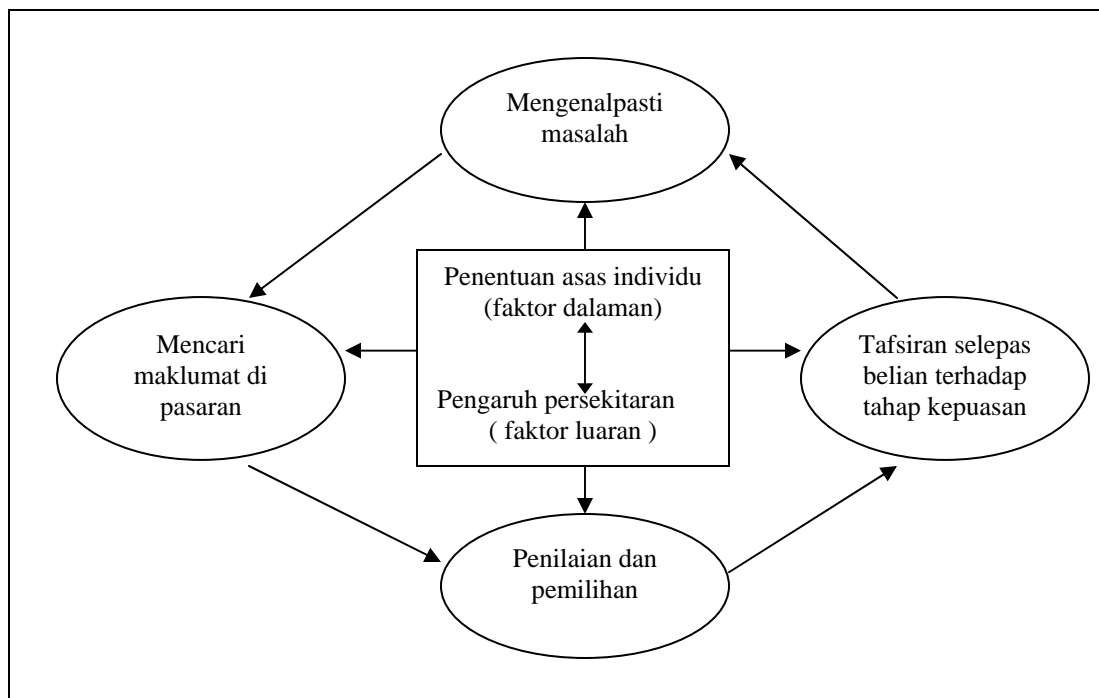 Mengenalpasti
masalah
Penentuan asas individu
(faktor dalaman)
Mencari
maklumat di
pasaran
Tafsiran selepas
belian terhadap
tahap kepuasan
Pengaruh persekitaran
( faktor luaran )
Penilaian dan
pemilihan